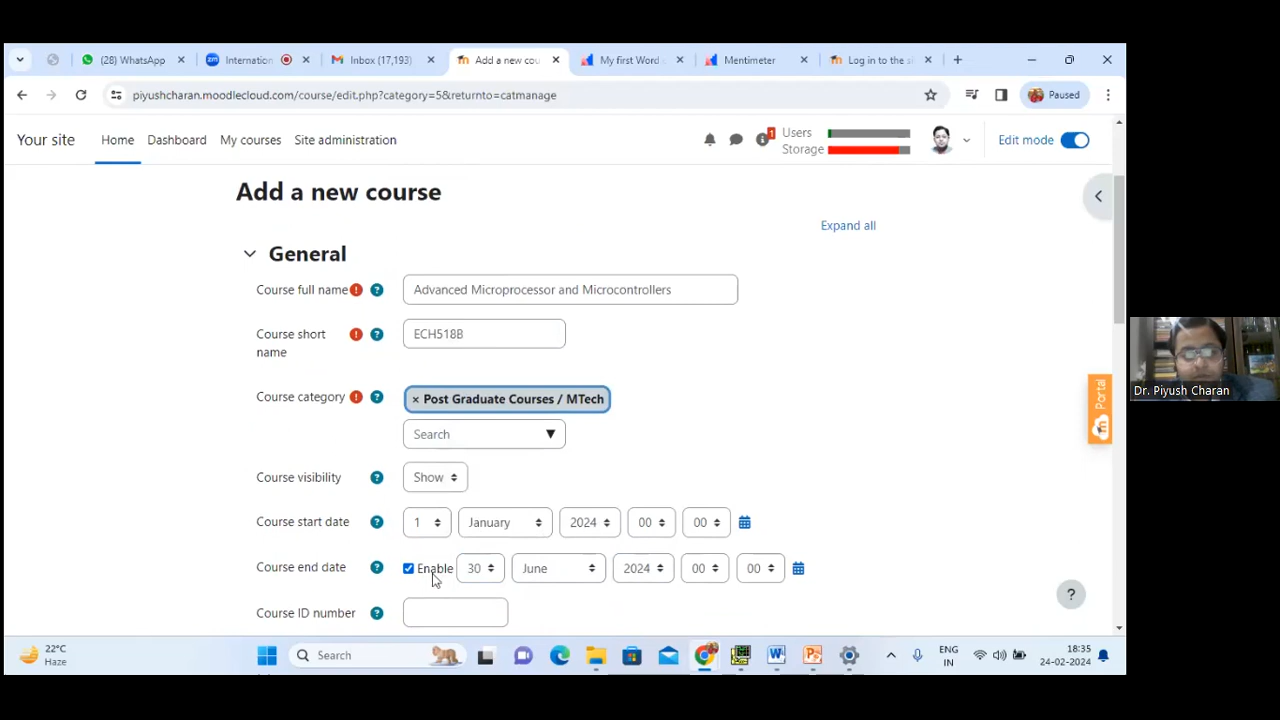 (28) WhatsApp
zm
Internation
Inbox (17,193)
Add a new cou
My first Word
Mentimeter
Log in to the si
piyushcharan.moodlecloud.com/course/edit.php?category=5&returnto=catmanage
Paused
Your site
Home
Dashboard
My courses
Site administration
1
Users
Storage
Edit mode
Add a new course
Expand all
General
Course full name
Advanced Microprocessor and Microcontrollers
Course short
name
ECH518B
Course category
× Post Graduate Courses / MTech
Search
Course visibility
Show
Course start date
1 January 2024 00 00
Course end date
Enable 30 June 2024 00 00
Course ID number
Portal
Dr. Piyush Charan
?
22°C
Haze
Search
ENG
IN
18:35
24-02-2024